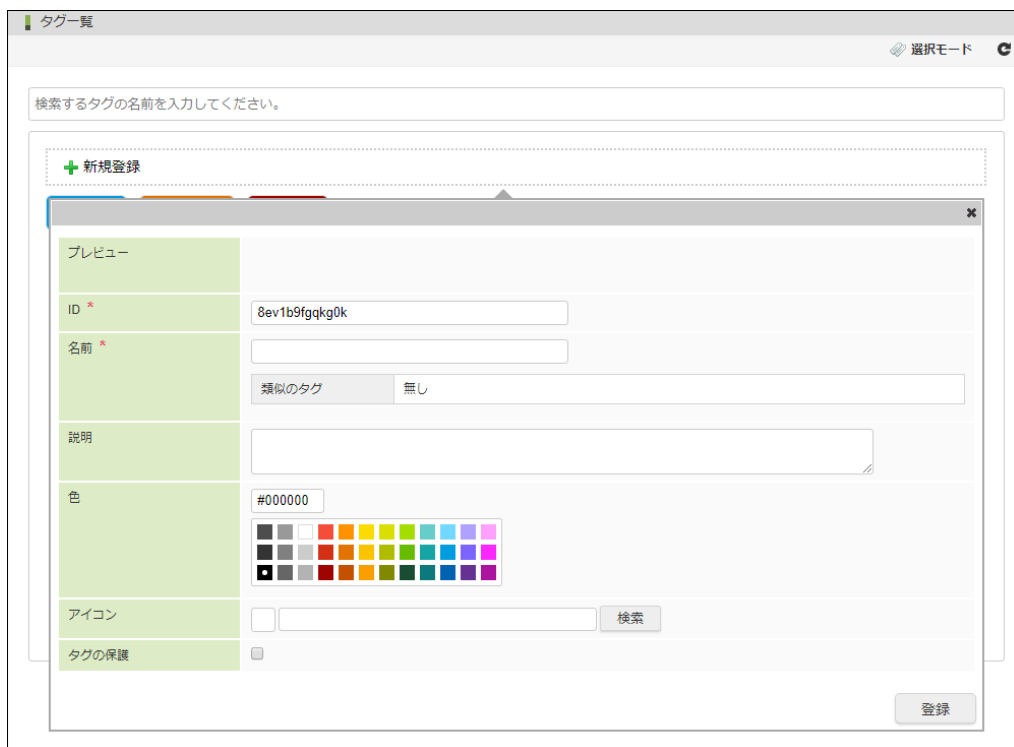 タグ一覧
選択モード
検索するタグの名前を入力してください。
新規登録
プレビュー
ID *
8ev1b9fgqkg0k
名前 *
類似のタグ 無し
説明
色
#000000
アイコン
検索
タグの保護
登録